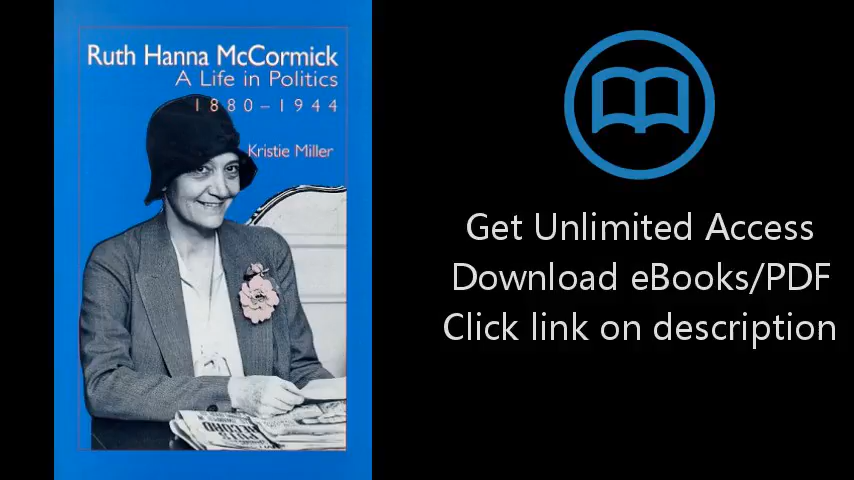 Ruth Hanna McCormick
A Life in Politics
1880–1944
Kristie Miller
RECORD
Get Unlimited Access
Download eBooks/PDF
Click link on description